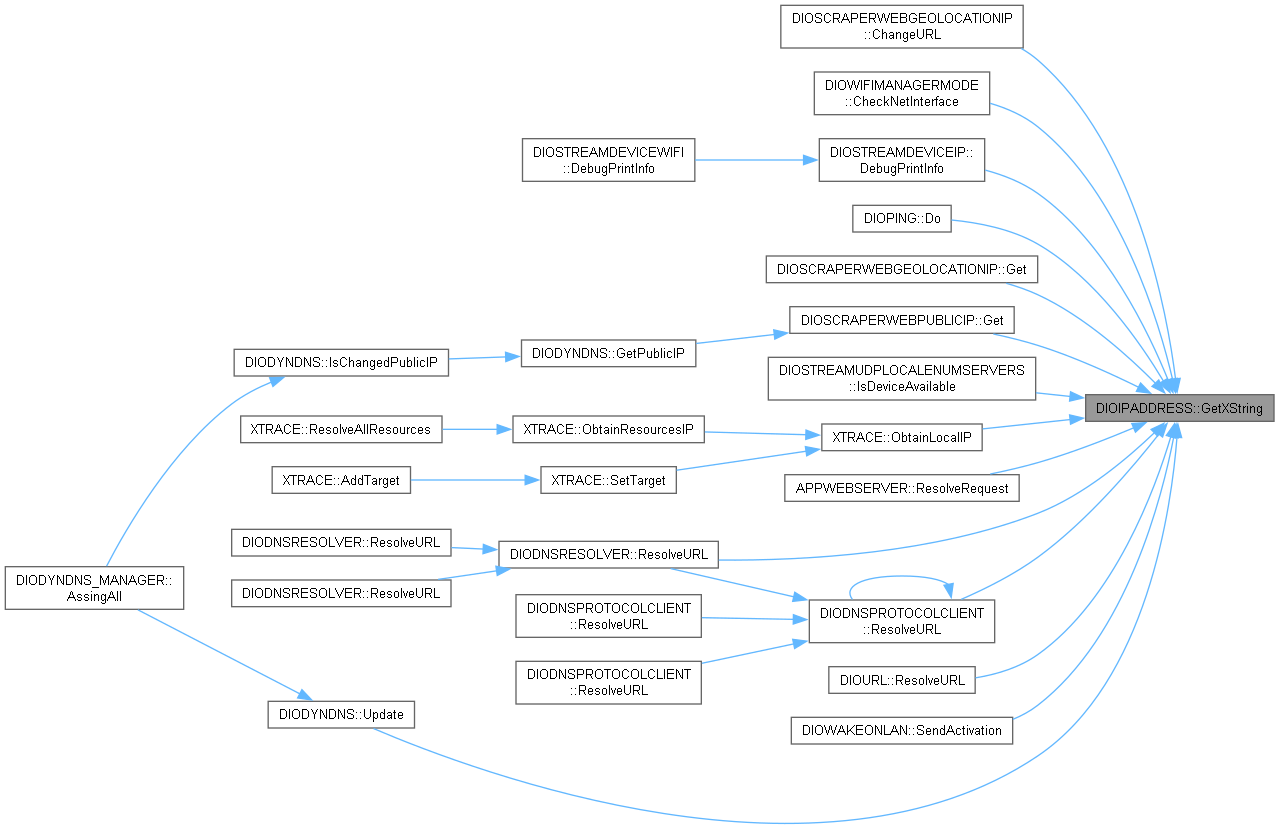 DIOSCRAPERWEBGEOLOCATIONIP
::ChangeURL
DIOWIFIMANAGERMODE
::CheckNetInterface
DIOSTREAMDEVICEWIFI
::DebugPrintInfo
DIOSTREAMDEVICEIP::
DebugPrintInfo
DIOPING::Do
DIOSCRAPERWEBGEOLOCATIONIP::Get
DIOSCRAPERWEBPUBLICIP::Get
DIODYNDNS::GetPublicIP
DIODYNDNS::IsChangedPublicIP
DIOSTREAMUDPLOCALENUMSERVERS
::IsDeviceAvailable
DIOIPADDRESS::GetXString
XTRACE::ResolveAllResources
XTRACE::ObtainResourcesIP
XTRACE::ObtainLocalIP
XTRACE::AddTarget
XTRACE::SetTarget
APPWEBSERVER::ResolveRequest
DIODNSRESOLVER::ResolveURL
DIODNSRESOLVER::ResolveURL
DIODNSRESOLVER::ResolveURL
DIODYNDNS_MANAGER::
AssingAll
DIODNSPROTOCOLCLIENT
::ResolveURL
DIODNSPROTOCOLCLIENT
::ResolveURL
DIODNSPROTOCOLCLIENT
::ResolveURL
DIOURL::ResolveURL
DIODYNDNS::Update
DIOWAKEONLAN::SendActivation